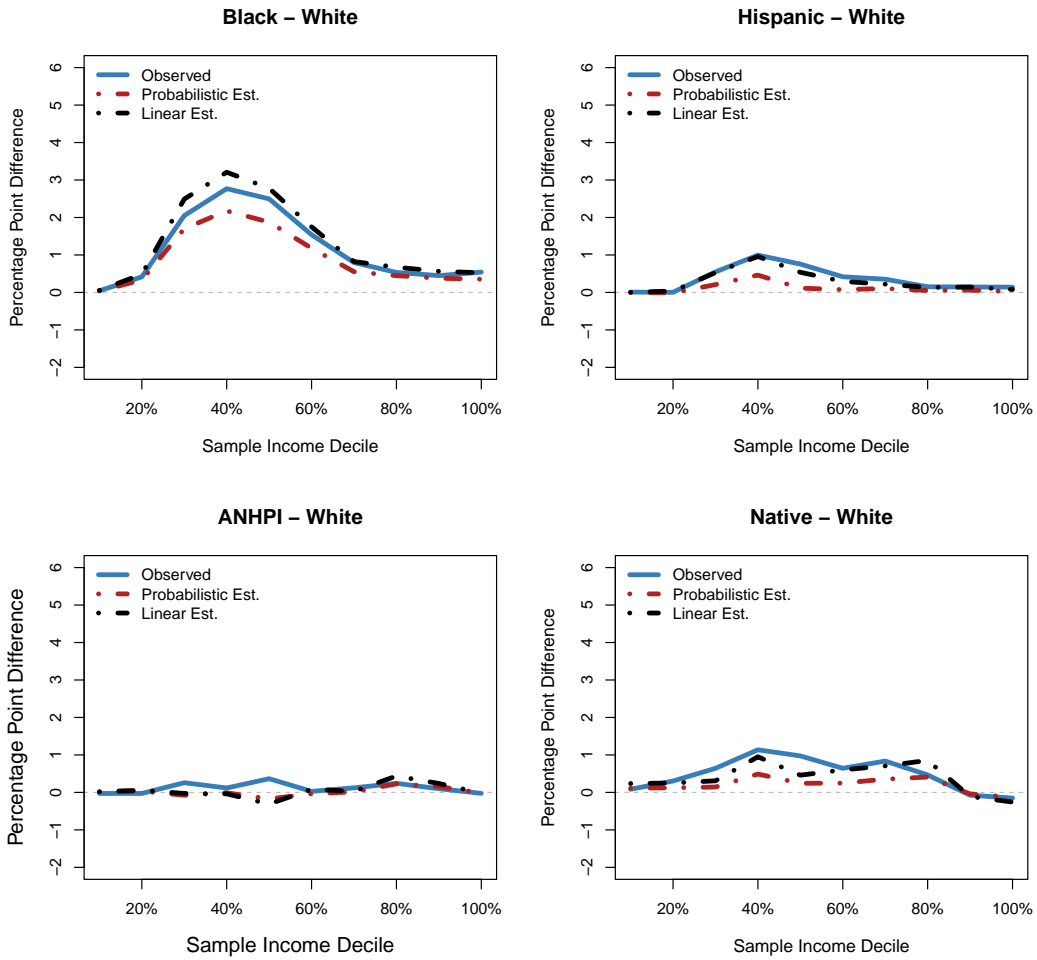 Black – White
Percentage Point Difference
6
5
4
3
2
1
0
−1
−2
Observed
Probabilistic Est.
Linear Est.
20%
40%
60%
80%
100%
Sample Income Decile
Hispanic – White
Percentage Point Difference
6
5
4
3
2
1
0
−1
−2
Observed
Probabilistic Est.
Linear Est.
20%
40%
60%
80%
100%
Sample Income Decile
ANHPI – White
Percentage Point Difference
6
5
4
3
2
1
0
−1
−2
Observed
Probabilistic Est.
Linear Est.
20%
40%
60%
80%
100%
Sample Income Decile
Native – White
Percentage Point Difference
6
5
4
3
2
1
0
−1
−2
Observed
Probabilistic Est.
Linear Est.
20%
40%
60%
80%
100%
Sample Income Decile